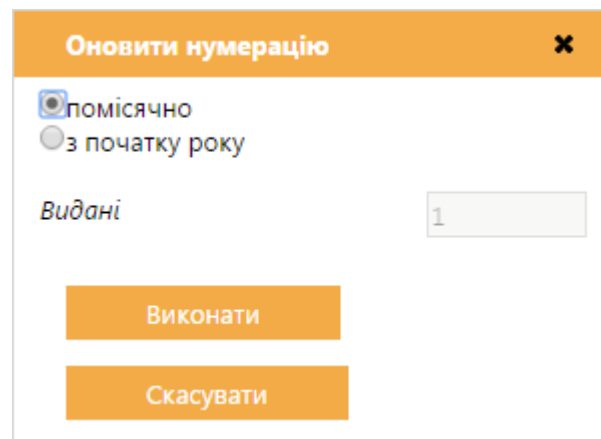 Оновити нумерацію
помісячно
з початку року
Видані 1
Виконати
Скасувати